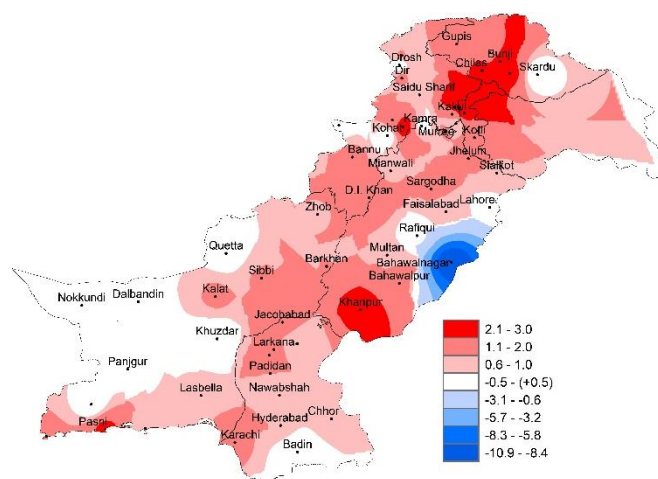 Gupis
Bunji
Drosh
Chilas
Skardu
Dir
Saidu Sharif
Kakul
Kamra
Kohat
Murree
Kotli
Bannu
Jhelum
Mianwali
Sialkot
Sargodha
D.I. Khan
Lahore
Faisalabad
Zhob
Rafiqui
Quetta
Multan
Barkhan
Bahawalnagar
Sibbi
Bahawalpur
Kalat
Nokkundi
Dalbandin
Khanpur
Jacobabad
Khuzdar
Larkana
Panjgur
Padidan
Lasbella
Nawabshah
Chhor
Hyderabad
Pasni
Karachi
Badin
2.1 - 3.0
1.1 - 2.0
0.6 - 1.0
-0.5 - (+0.5)
-3.1 - -0.6
-5.7 - -3.2
-8.3 - -5.8
-10.9 - -8.4